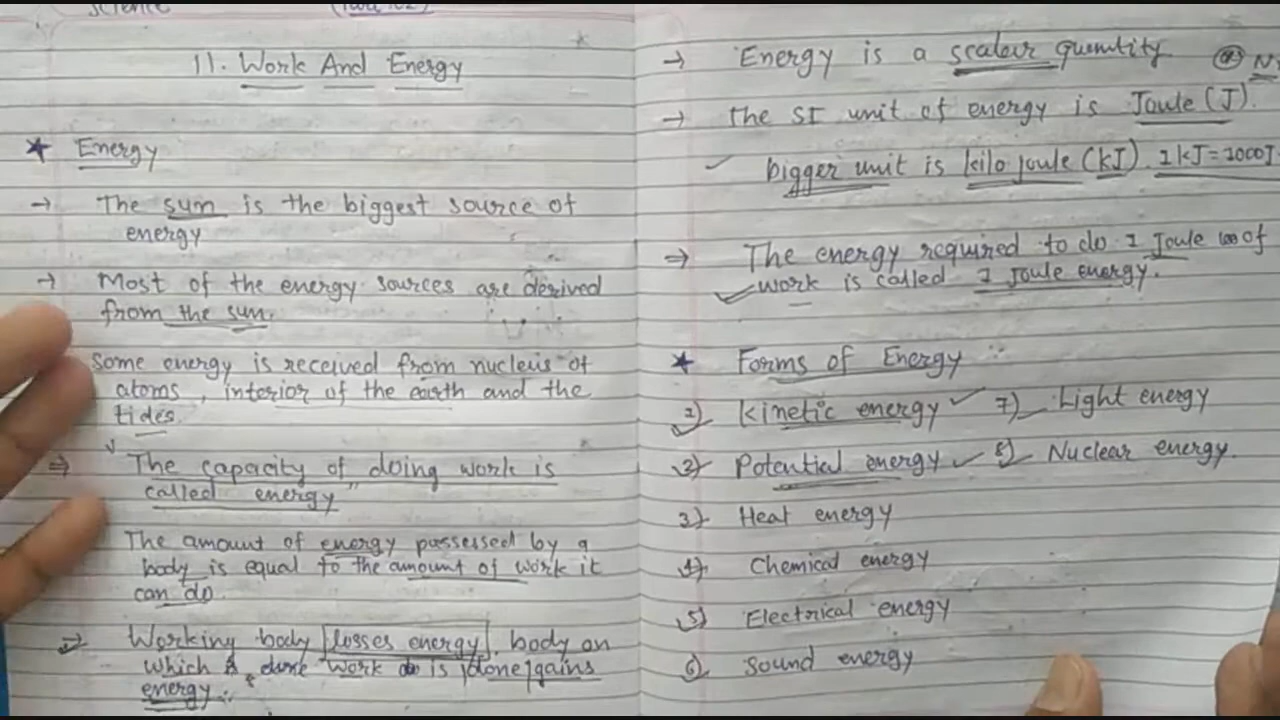 science
11. Work And Energy
* Energy
→ The sum is the biggest source of
energy
→ Most of the energy sources are derived
from the sun.
Some energy is received from nucleus of
atoms, interior of the earth and the
tides.
⇒ The capacity of doing work is
called energy"
The amount of energy possessed by a
body is equal to the amount of work it
can do.
⇒ Working body losses energy, body on
which work is done gains
energy.
→ Energy is a scalar quantity
→ The SI unit of energy is Joule (J).
bigger unit is kilo joule (kJ) 1 kJ = 1000J.
⇒ The energy required to do 1 Joule of
work is called 1 Joule energy.
* Forms of Energy
1) Kinetic energy 7) Light energy
2) Potential energy 8) Nuclear energy.
3) Heat energy
4) Chemical energy
5) Electrical energy
6) Sound energy